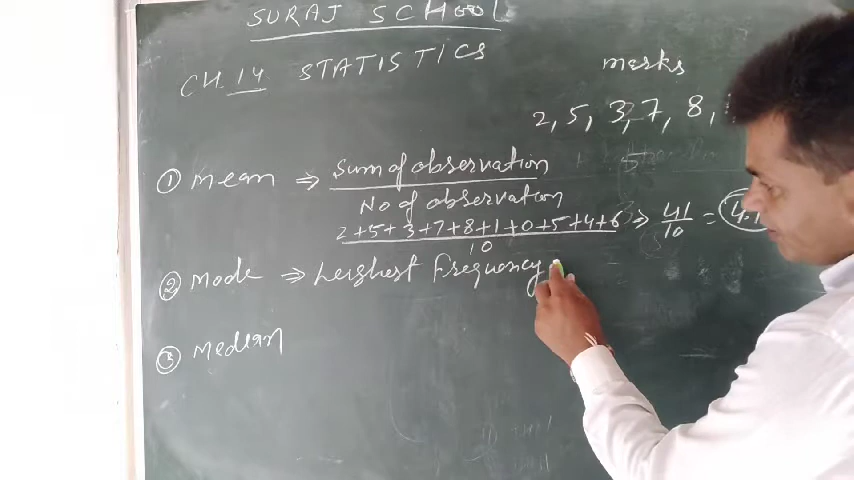 SURAJ SCHOOL
CH.14 STATISTICS
marks
2, 5, 3, 7, 8,
① mean ⇒ Sum of observation
No of observation
2+5+3+7+8+1+0+5+4+6 ⇒ 41/10 = 4.1
10
② Mode ⇒ Heighest Frequency
③ Median